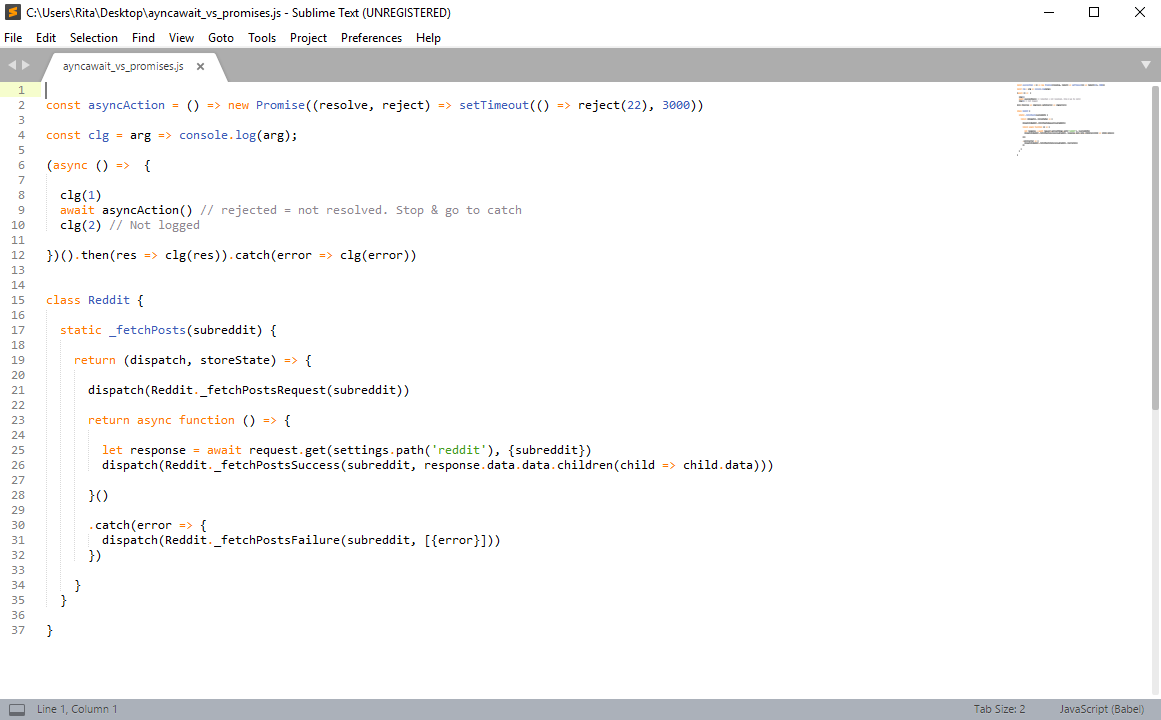 C:\Users\Rita\Desktop\ayncawait_vs_promises.js - Sublime Text (UNREGISTERED)
File Edit Selection Find View Goto Tools Project Preferences Help
ayncawait_vs_promises.js
1
2 const asyncAction = () => new Promise((resolve, reject) => setTimeout(() => reject(22), 3000))
3
4 const clg = arg => console.log(arg);
5
6 (async () =>  {
7
8   clg(1)
9   await asyncAction() // rejected = not resolved. Stop & go to catch
10   clg(2) // Not logged
11
12 })().then(res => clg(res)).catch(error => clg(error))
13
14
15 class Reddit {
16
17   static _fetchPosts(subreddit) {
18
19     return (dispatch, storeState) => {
20
21       dispatch(Reddit._fetchPostsRequest(subreddit))
22
23       return async function () => {
24
25         let response = await request.get(settings.path('reddit'), {subreddit})
26         dispatch(Reddit._fetchPostsSuccess(subreddit, response.data.data.children(child => child.data)))
27
28       }()
29
30       .catch(error => {
31         dispatch(Reddit._fetchPostsFailure(subreddit, [{error}]))
32       })
33
34     }
35   }
36
37 }
Line 1, Column 1 Tab Size: 2 JavaScript (Babel)